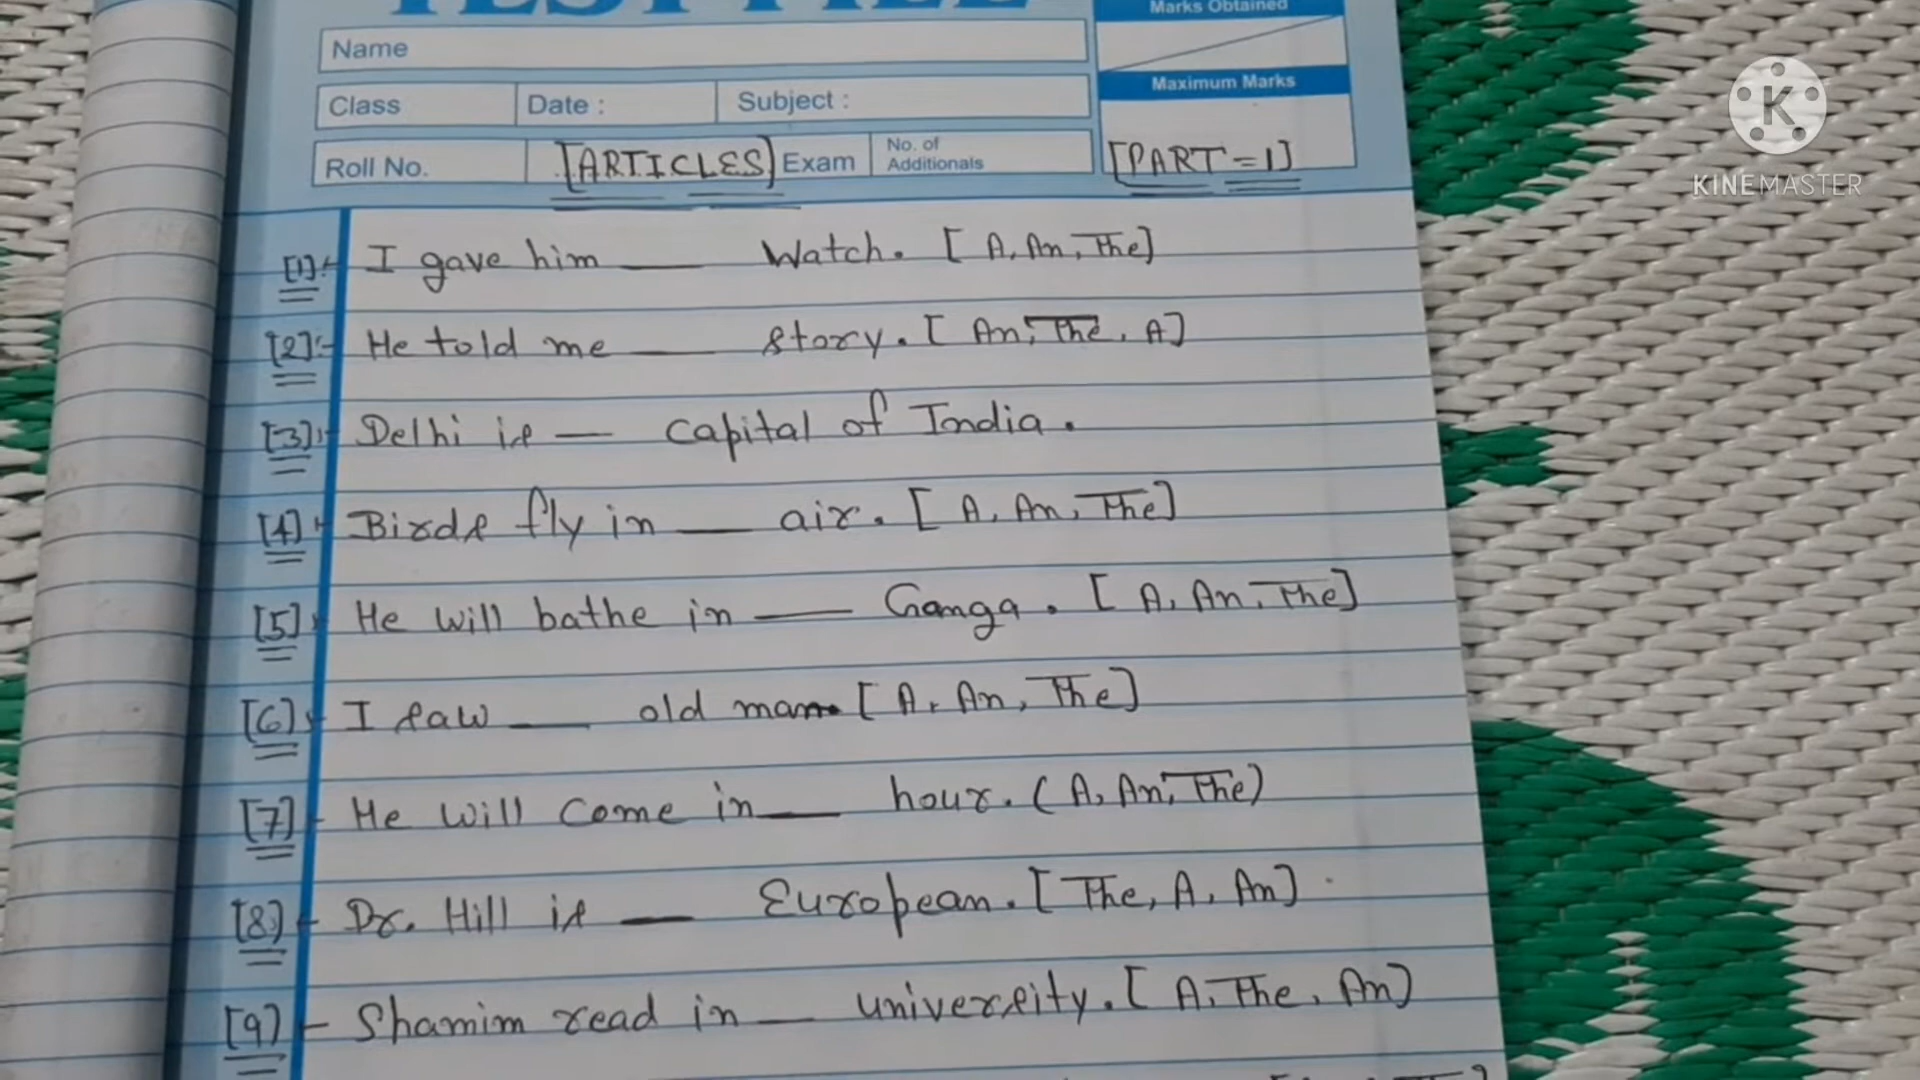 Marks Obtained
Name
Maximum Marks
Class Date : Subject :
Roll No. [ARTICLES] Exam No. of Additionals [PART = 1]
K
KINEMASTER
[1]:- I gave him ___ Watch. [ A, An, The]
[2]:- He told me ___ story. [ An, The, A]
[3]:- Delhi is — capital of India.
[4]:- Birds fly in ___ air. [ A, An, The]
[5]:- He will bathe in ___ Ganga. [ A, An, The]
[6]:- I saw ___ old man. [ A, An, The]
[7]:- He will come in ___ hour. (A, An, The)
[8]:- Dr. Hill is ___ European. [ The, A, An]
[9]:- Shamim read in ___ university. [ A, The, An]